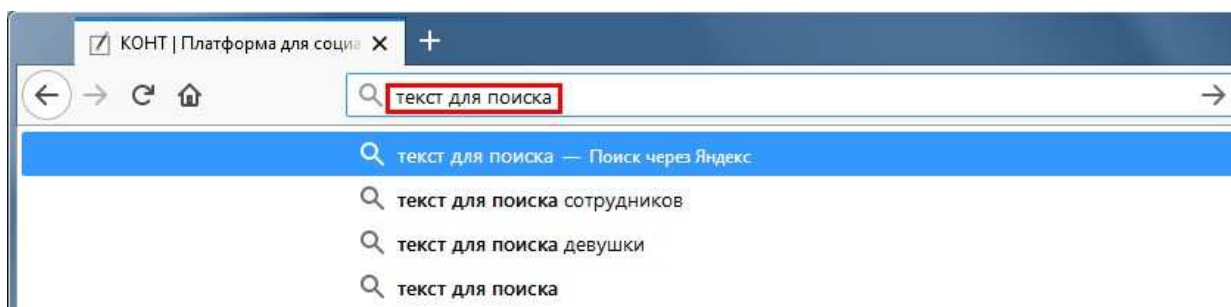 КОНТ | Платформа для социа
текст для поиска
текст для поиска — Поиск через Яндекс
текст для поиска сотрудников
текст для поиска девушки
текст для поиска